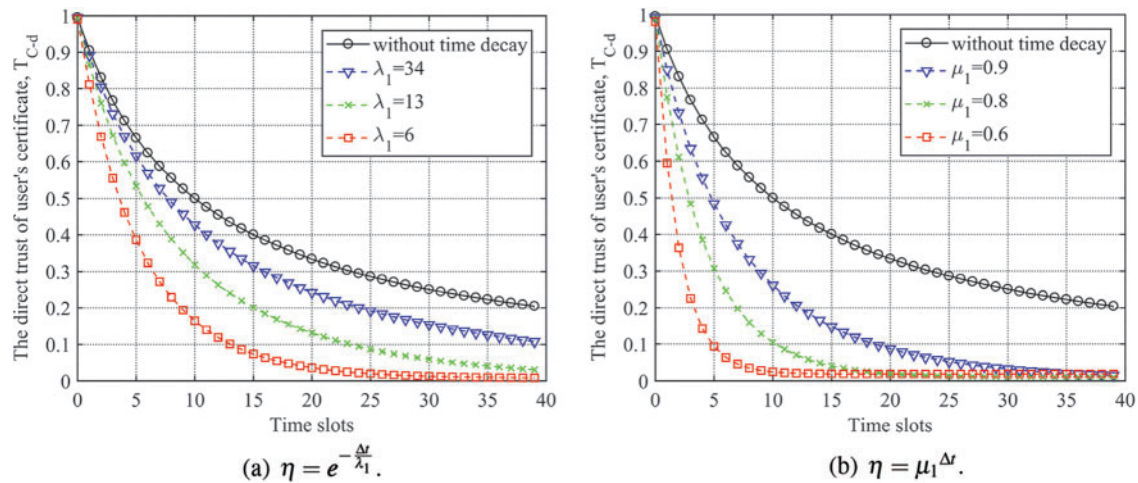 The direct trust of user's certificate, T_C-d
1
0.9
0.8
0.7
0.6
0.5
0.4
0.3
0.2
0.1
0
without time decay
λ₁=34
λ₁=13
λ₁=6
0 5 10 15 20 25 30 35 40
Time slots
(a) η = e^{-Δt/λ₁}.
The direct trust of user's certificate, T_C-d
1
0.9
0.8
0.7
0.6
0.5
0.4
0.3
0.2
0.1
0
without time decay
μ₁=0.9
μ₁=0.8
μ₁=0.6
0 5 10 15 20 25 30 35 40
Time slots
(b) η = μ₁^{Δt}.